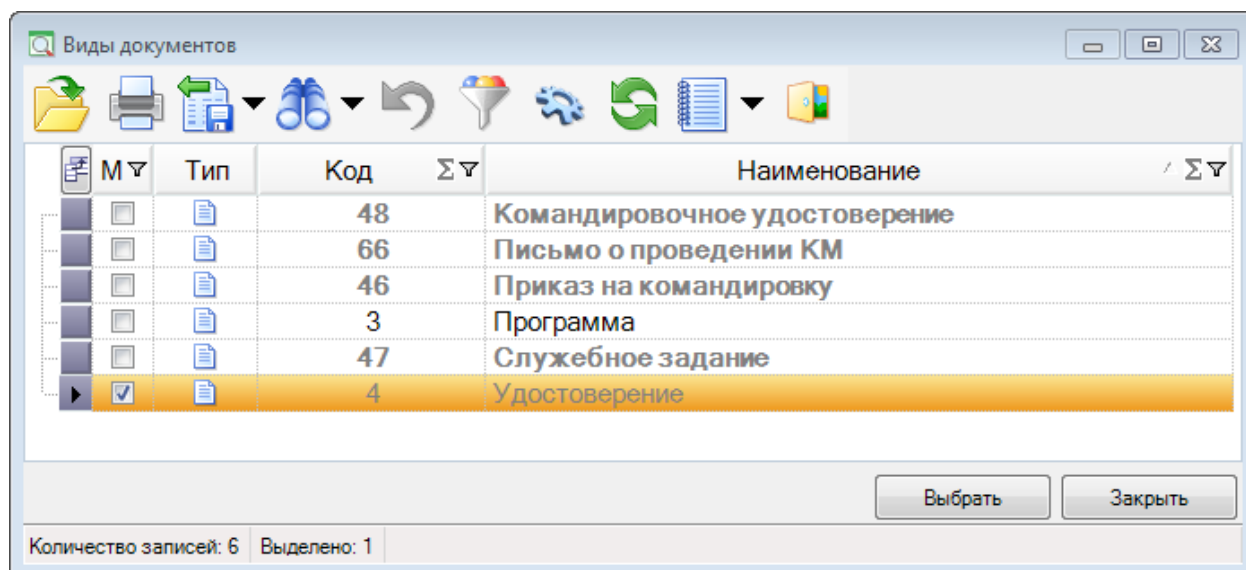 Виды документов
М Тип Код Σ Наименование Σ
48 Командировочное удостоверение
66 Письмо о проведении КМ
46 Приказ на командировку
3 Программа
47 Служебное задание
4 Удостоверение
Выбрать Закрыть
Количество записей: 6 Выделено: 1